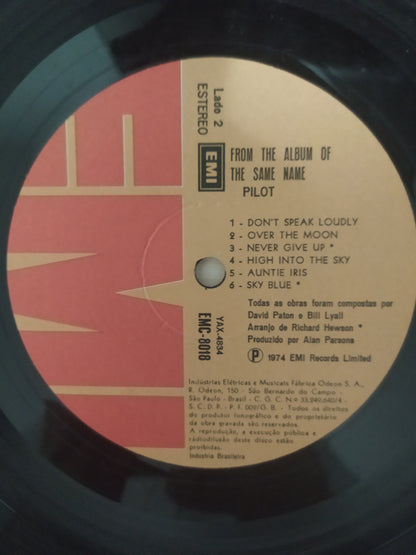 EMI
Lado 2
ESTEREO
EMI
FROM THE ALBUM OF
THE SAME NAME
PILOT
1 - DON'T SPEAK LOUDLY
2 - OVER THE MOON
3 - NEVER GIVE UP *
4 - HIGH INTO THE SKY
5 - AUNTIE IRIS
6 - SKY BLUE *
YAX.4834
EMC-8018
Todas as obras foram compostas por
David Paton e Bill Lyall
Arranjo de Richard Hewson *
Produzido por Alan Parsons
Ⓟ 1974 EMI Records Limited
Indústrias Elétricas e Musicais Fábrica Odeon S. A.,
R. Odeon, 150 - São Bernardo do Campo -
São Paulo - Brasil - C. G. C. N.º 33.249.640/4 -
S. C. D. P. - P. F. 009/G. B. - Todos os direitos
do produtor fonográfico e do proprietário
da obra gravada são reservados.
A reprodução, a execução pública e
radiodifusão deste disco estão
proibidas.
Indústria Brasileira